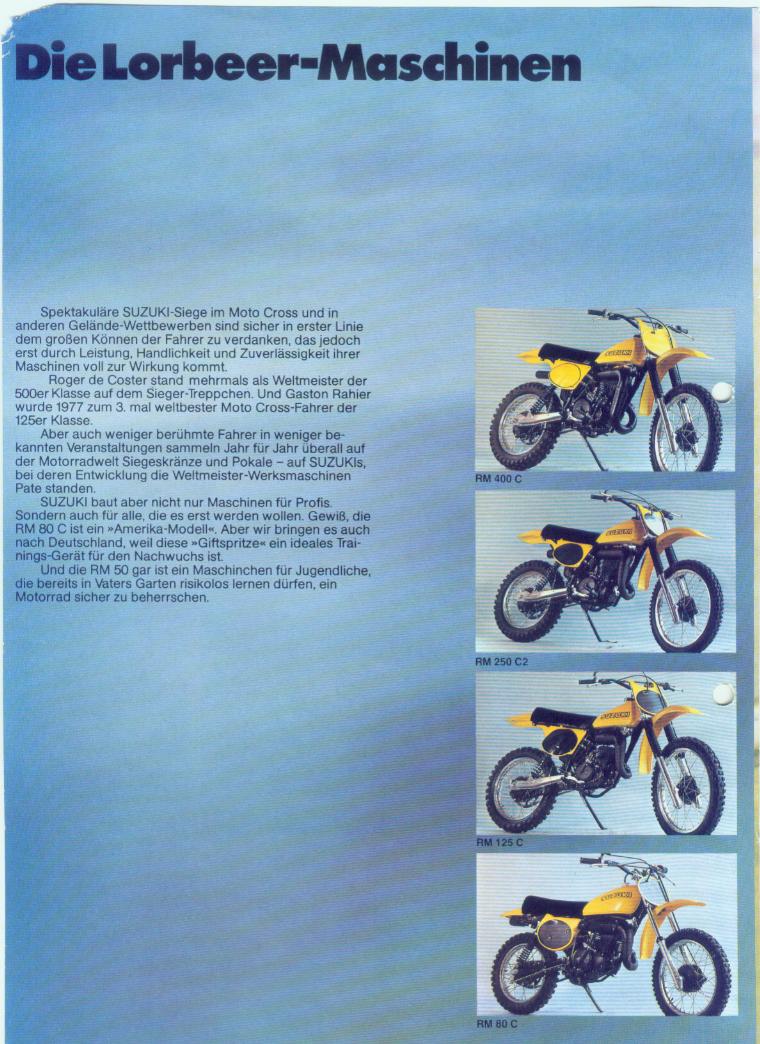 Die Lorbeer-Maschinen
Spektakuläre SUZUKI-Siege im Moto Cross und in
anderen Gelände-Wettbewerben sind sicher in erster Linie
dem großen Können der Fahrer zu verdanken, das jedoch
erst durch Leistung, Handlichkeit und Zuverlässigkeit ihrer
Maschinen voll zur Wirkung kommt.
Roger de Coster stand mehrmals als Weltmeister der
500er Klasse auf dem Sieger-Treppchen. Und Gaston Rahier
wurde 1977 zum 3. mal weltbester Moto Cross-Fahrer der
125er Klasse.
Aber auch weniger berühmte Fahrer in weniger be-
kannten Veranstaltungen sammeln Jahr für Jahr überall auf
der Motorradwelt Siegeskränze und Pokale – auf SUZUKIs,
bei deren Entwicklung die Weltmeister-Werksmaschinen
Pate standen.
SUZUKI baut aber nicht nur Maschinen für Profis.
Sondern auch für alle, die es erst werden wollen. Gewiß, die
RM 80 C ist ein »Amerika-Modell«. Aber wir bringen es auch
nach Deutschland, weil diese »Giftspritze« ein ideales Trai-
nings-Gerät für den Nachwuchs ist.
Und die RM 50 gar ist ein Maschinchen für Jugendliche,
die bereits in Vaters Garten risikolos lernen dürfen, ein
Motorrad sicher zu beherrschen.
SUZUKI
RM 400 C
SUZUKI
RM 250 C2
SUZUKI
RM 125 C
SUZUKI
RM 80 C